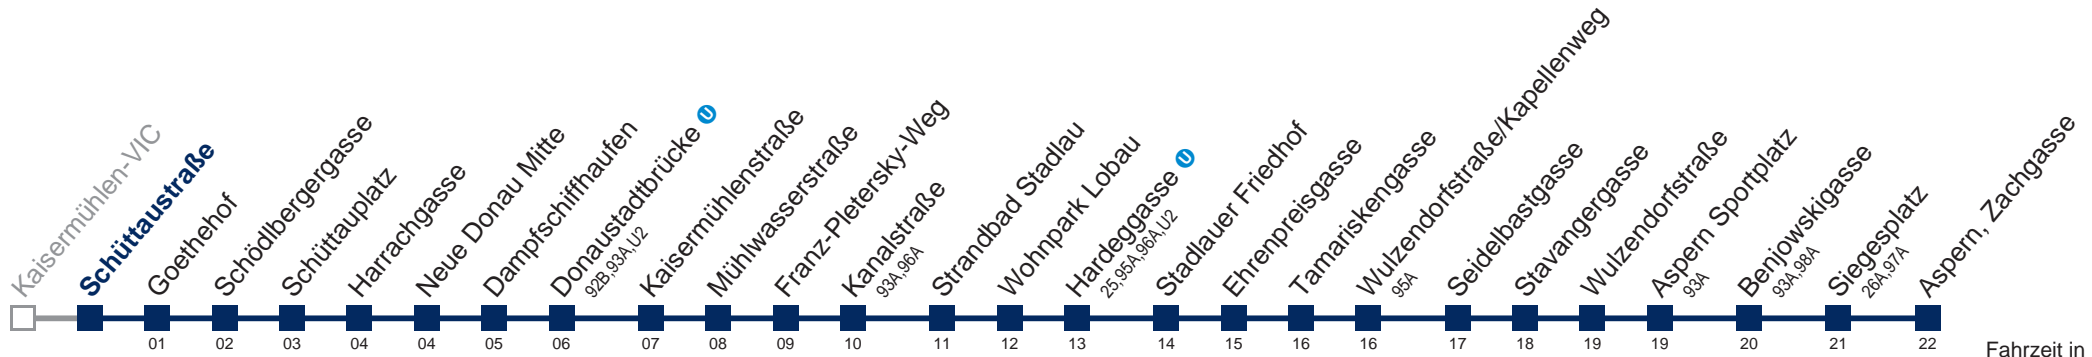 Kaisermühlen-VIC
Schüttaustraße
Goethehof
Schödlbergergasse
Schüttauplatz
Harrachgasse
Neue Donau Mitte
Dampfschiffhaufen
Donaustadtbrücke U
92B,93A,U2
Kaisermühlenstraße
Mühlwasserstraße
Franz-Pletersky-Weg
Kanalstraße
93A,96A
Strandbad Stadlau
Wohnpark Lobau
Hardeggasse U
25,95A,96A,U2
Stadlauer Friedhof
Ehrenpreisgasse
Tamariskengasse
Wulzendorfstraße/Kapellenweg
95A
Seidelbastgasse
Stavangergasse
Wulzendorfstraße
Aspern Sportplatz
93A
Benjowskigasse
93A,98A
Siegesplatz
26A,97A
Aspern, Zachgasse
01 02 03 04 04 05 06 07 08 09 10 11 12 13 14 15 16 16 17 18 19 19 20 21 22
Fahrzeit in